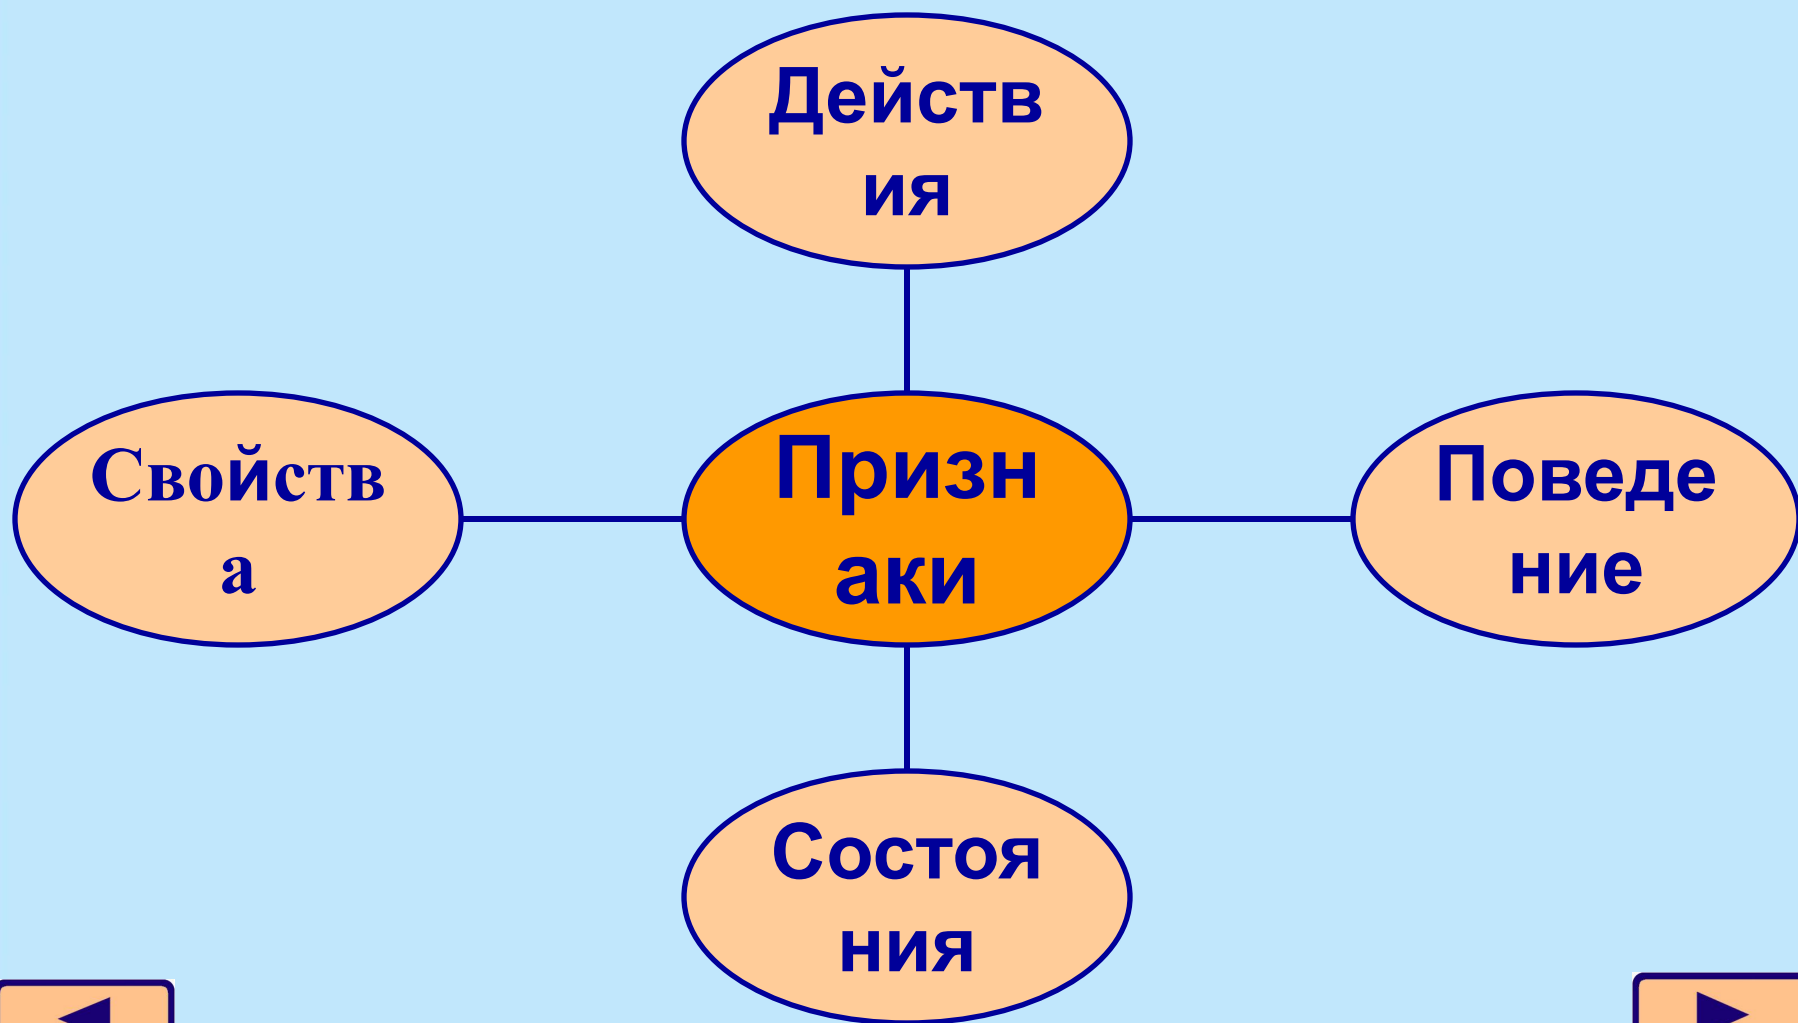 Действ
ия
Свойств
а
Призн
аки
Поведе
ние
Состоя
ния